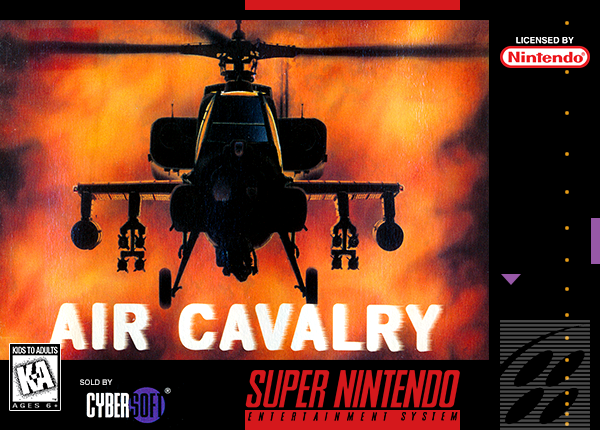 LICENSED BY
Nintendo®
AIR CAVALRY
KIDS TO ADULTS
K-A
AGES 6+
SOLD BY
CYBERSOFT®
SUPER NINTENDO
ENTERTAINMENT SYSTEM